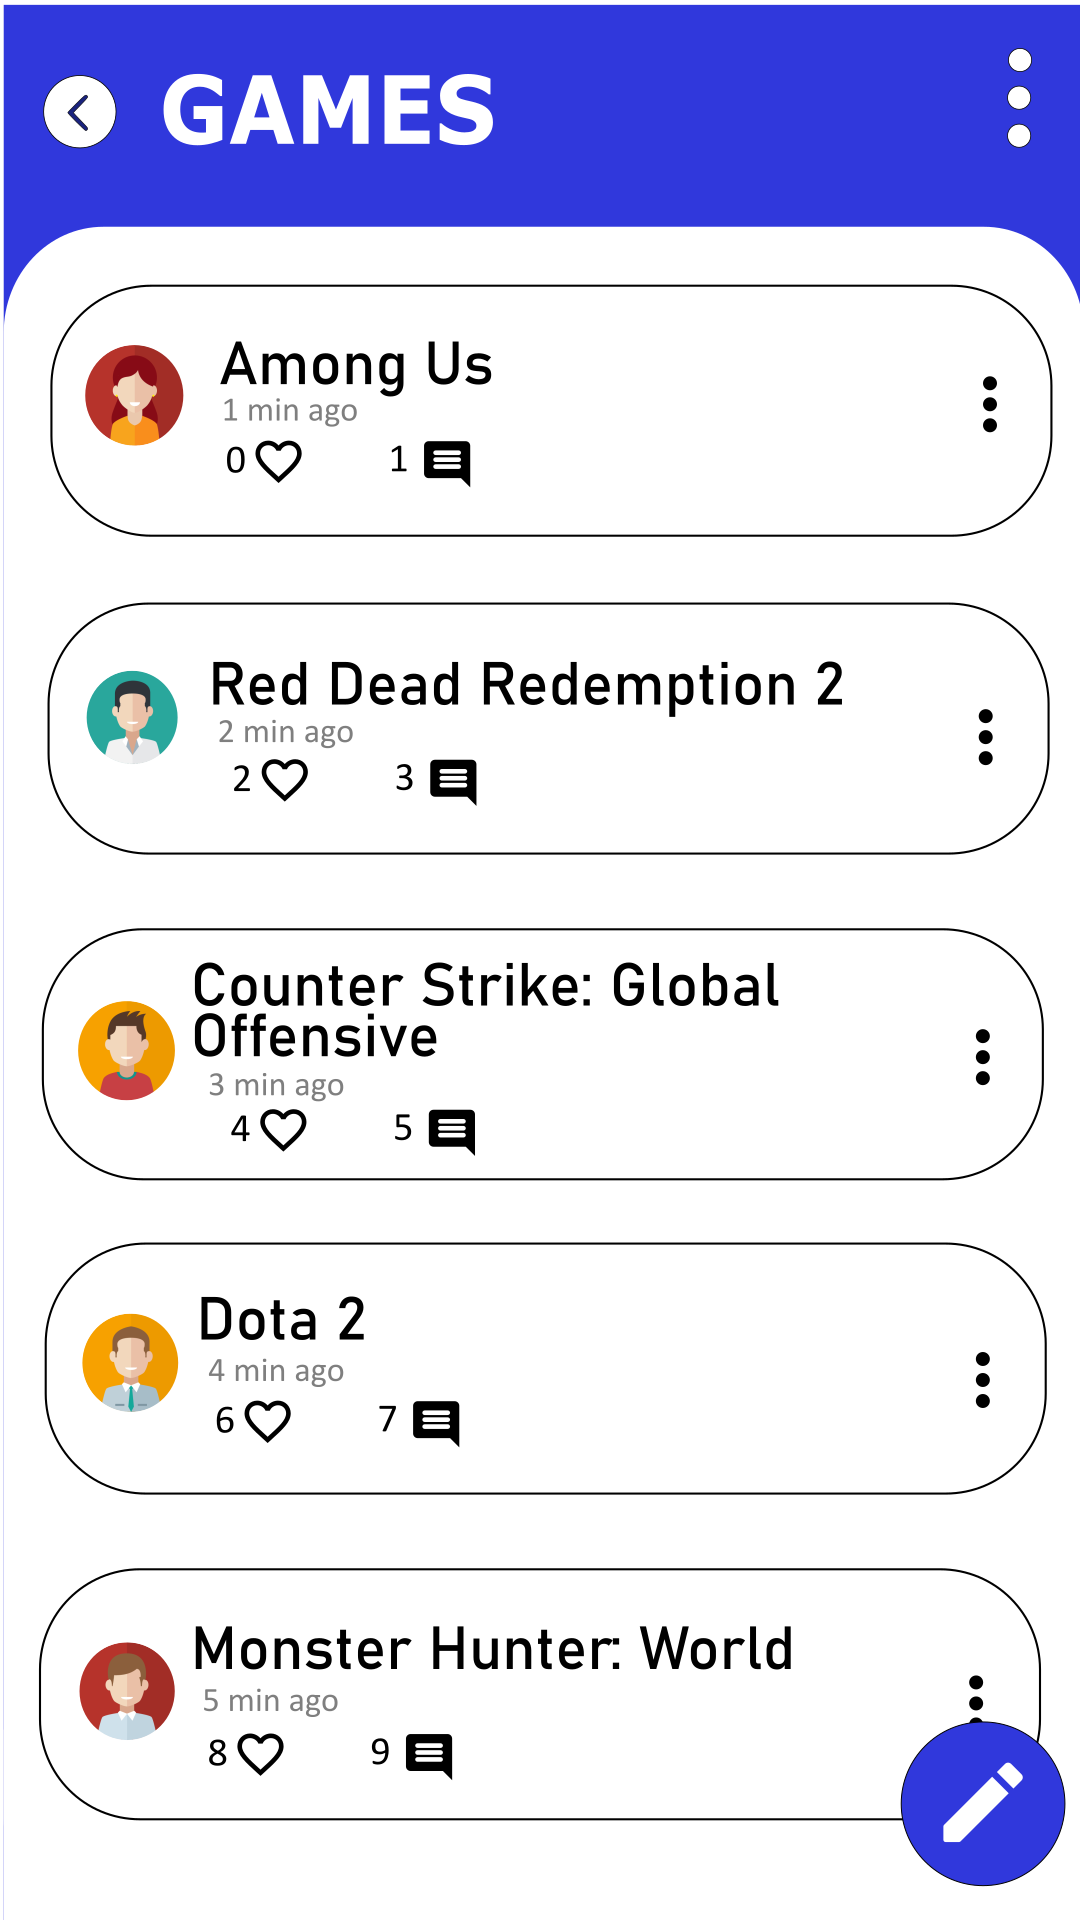 GAMES
Among Us
1 min ago
0 1
Red Dead Redemption 2
2 min ago
2 3
Counter Strike: Global
Offensive
3 min ago
4 5
Dota 2
4 min ago
6 7
Monster Hunter: World
5 min ago
8 9